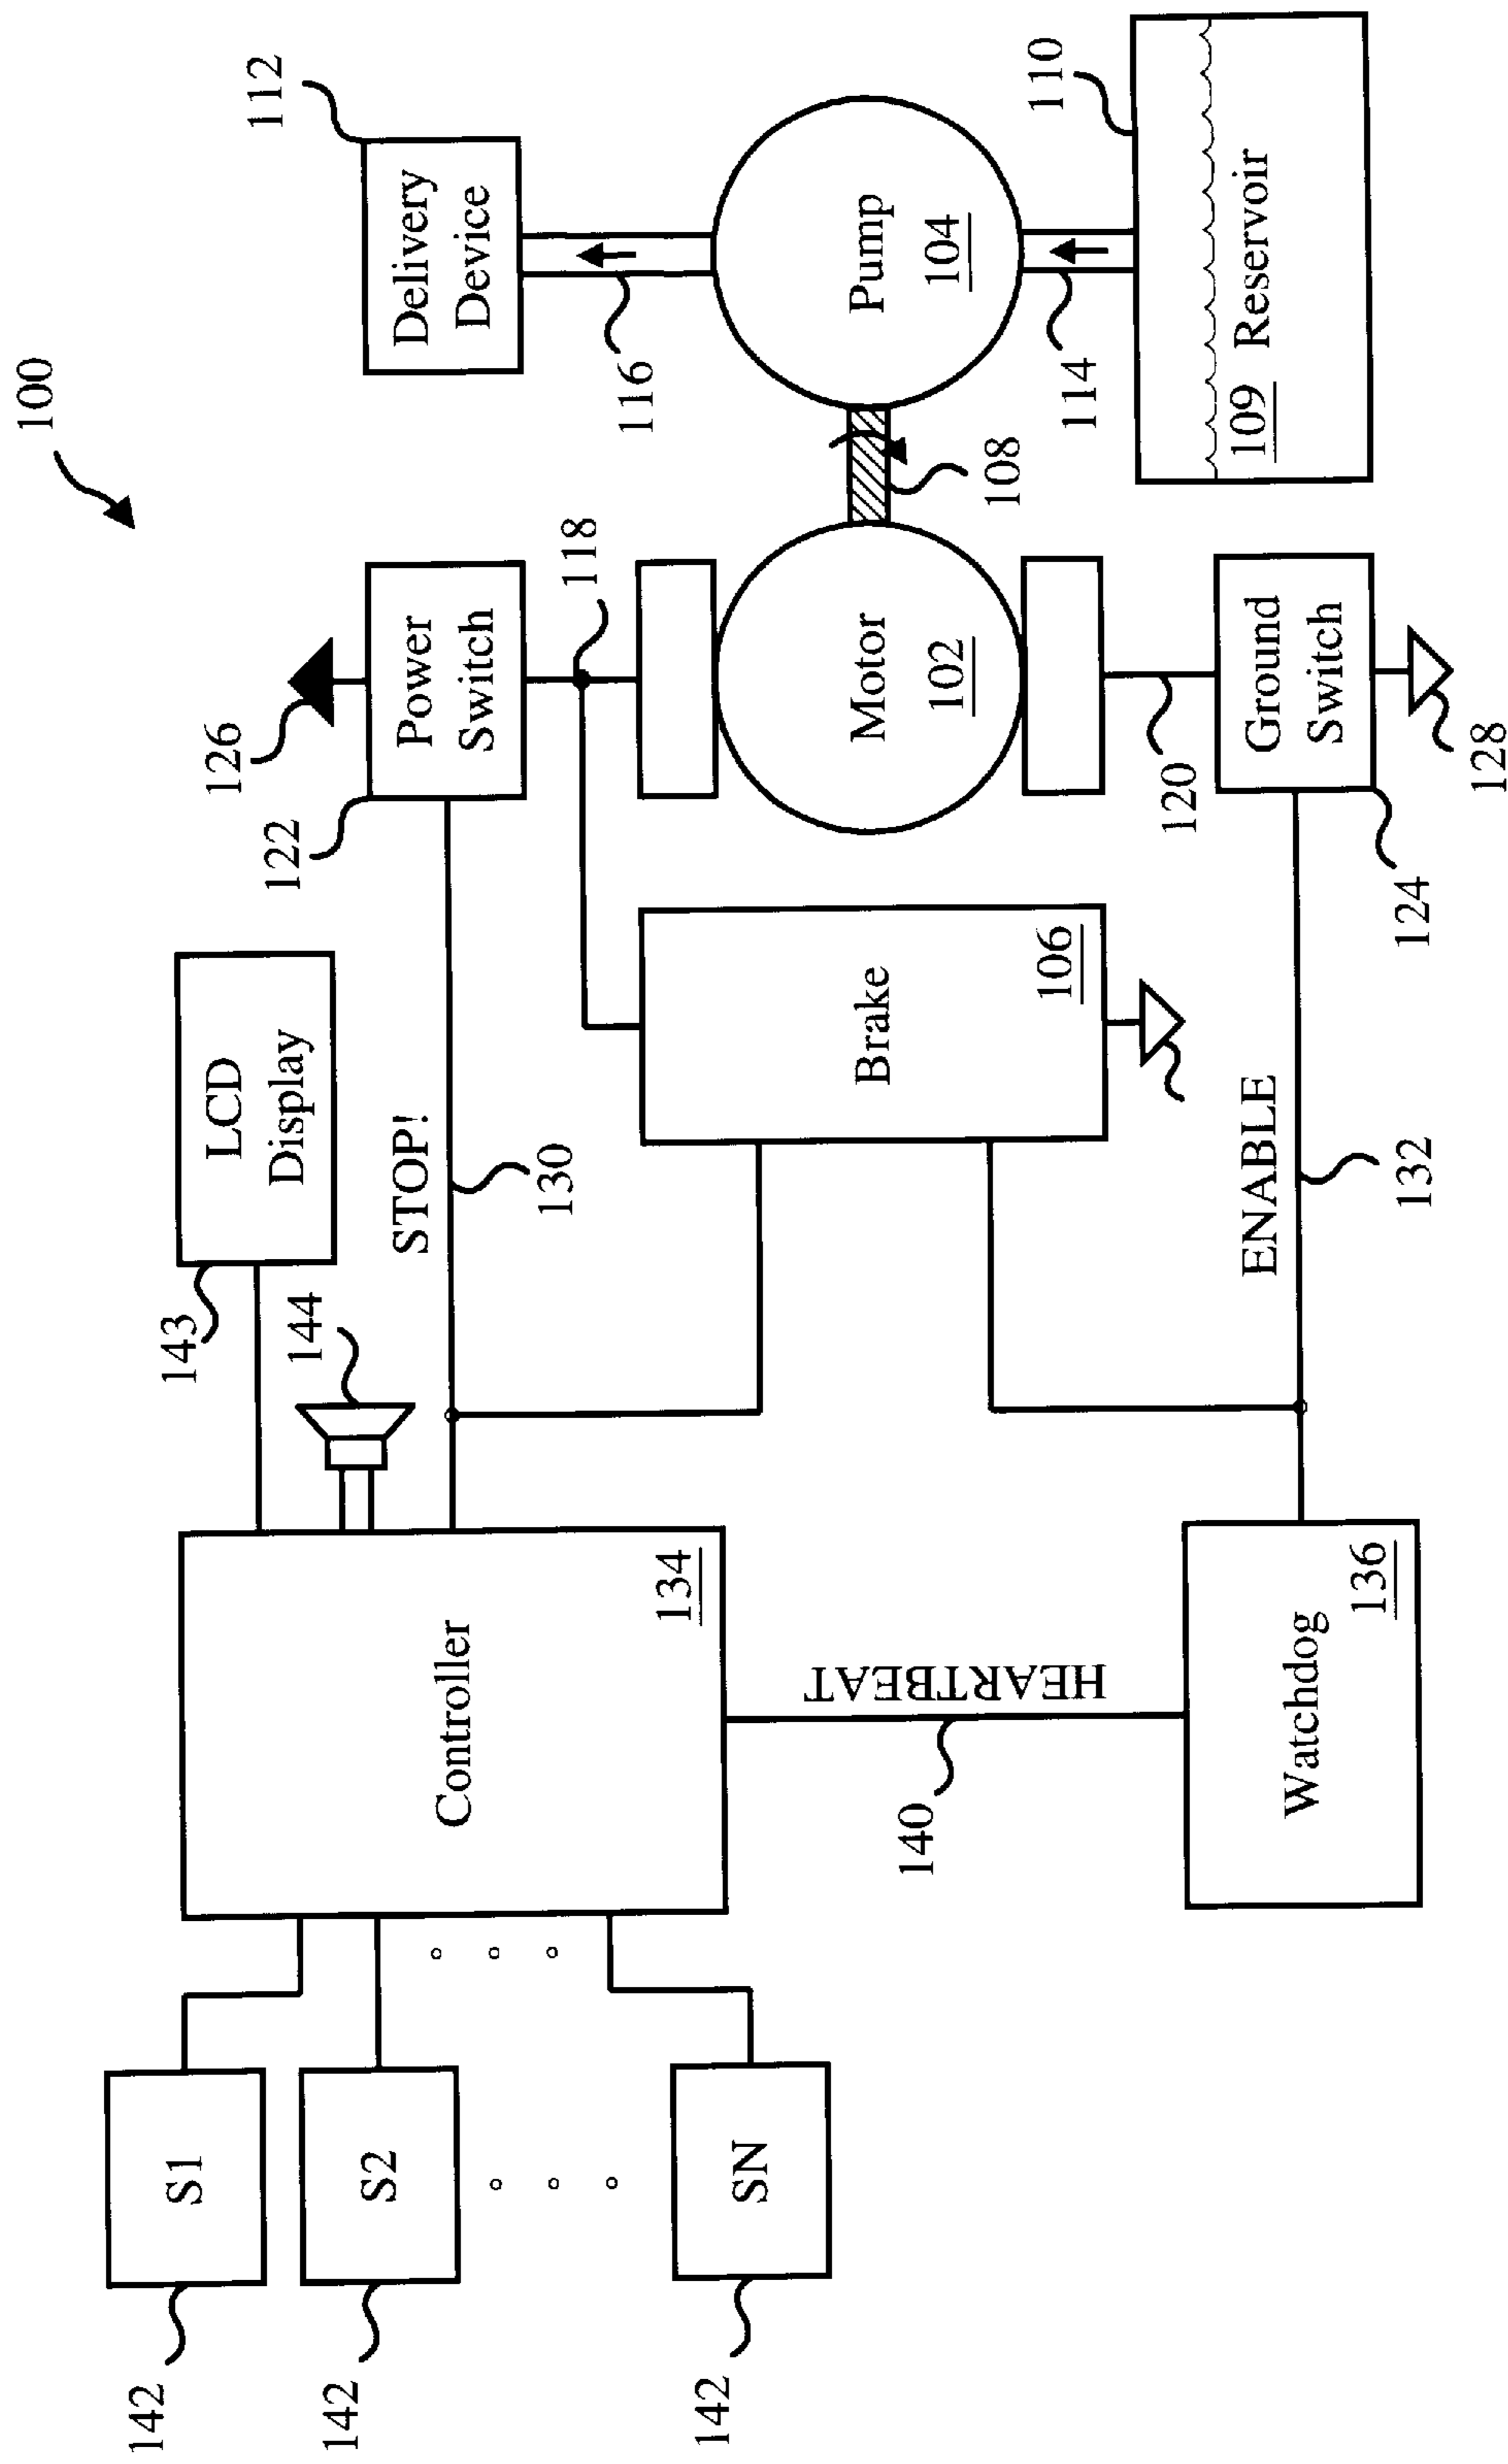 100
112
Delivery
Device
116
Pump
104
114
110
109 Reservoir
108
126
122
Power
Switch
118
Motor
102
120
Ground
Switch
124
128
LCD
Display
143
144
STOP!
130
Brake
106
ENABLE
132
Controller
134
HEARTBEAT
140
Watchdog
136
S1
S2
SN
142
142
142